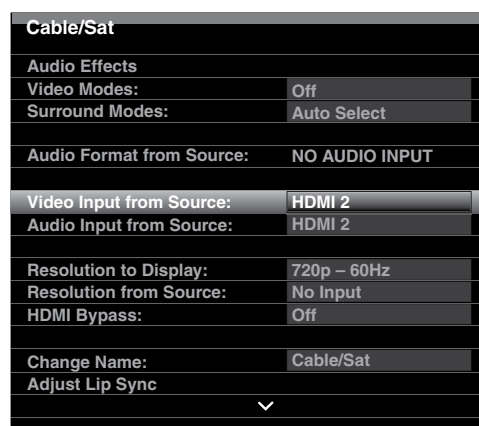 Cable/Sat
Audio Effects
Video Modes: Off
Surround Modes: Auto Select
Audio Format from Source: NO AUDIO INPUT
Video Input from Source: HDMI 2
Audio Input from Source: HDMI 2
Resolution to Display: 720p – 60Hz
Resolution from Source: No Input
HDMI Bypass: Off
Change Name: Cable/Sat
Adjust Lip Sync